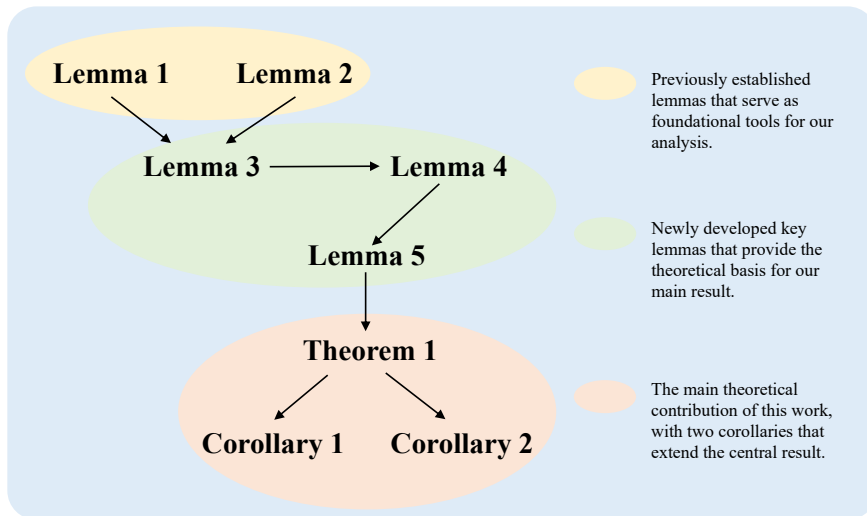 Lemma 1
Lemma 2
Lemma 3
Lemma 4
Lemma 5
Theorem 1
Corollary 1
Corollary 2
Previously established
lemmas that serve as
foundational tools for our
analysis.
Newly developed key
lemmas that provide the
theoretical basis for our
main result.
The main theoretical
contribution of this work,
with two corollaries that
extend the central result.